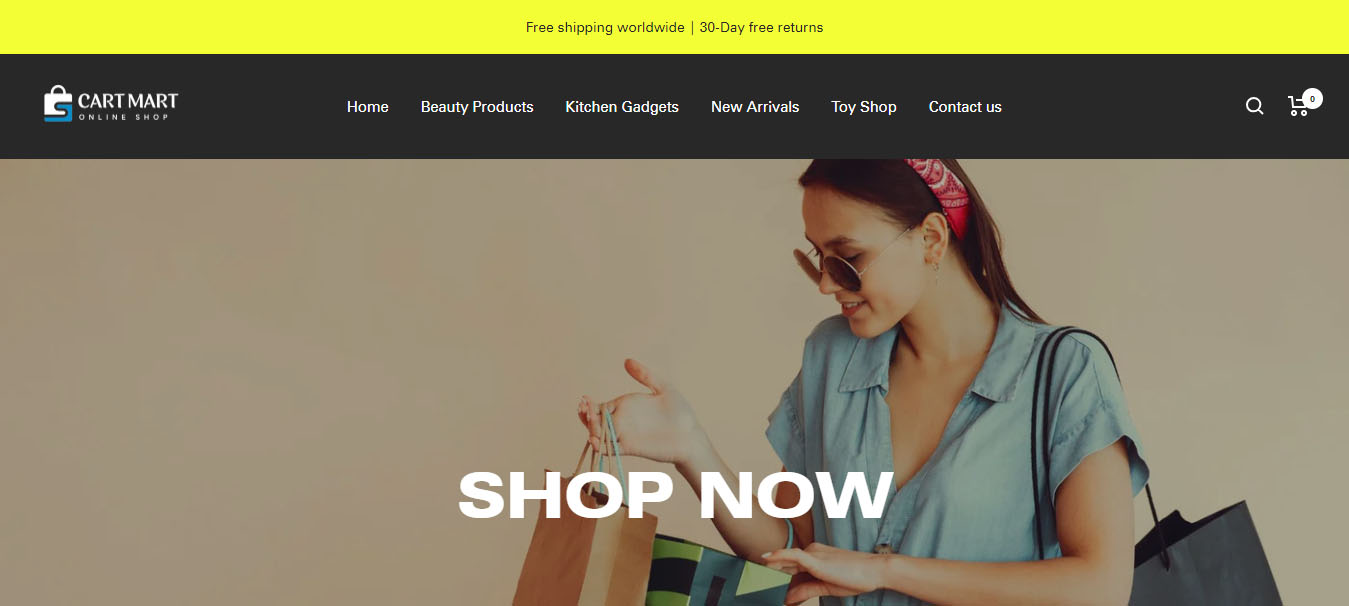 Free shipping worldwide | 30-Day free returns
CART MART
ONLINE SHOP
Home
Beauty Products
Kitchen Gadgets
New Arrivals
Toy Shop
Contact us
0
SHOP NOW